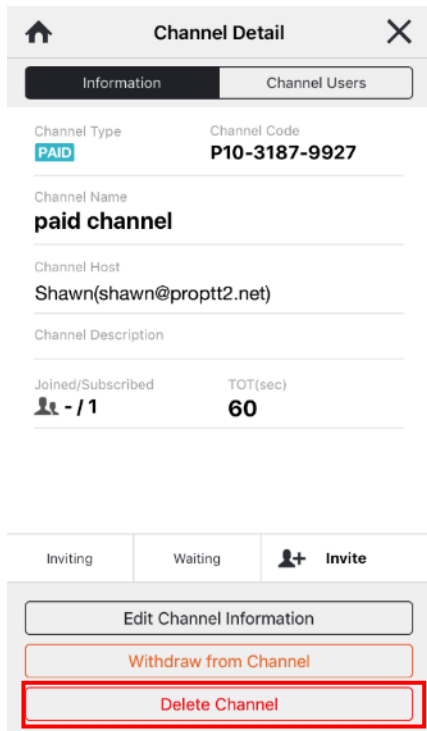 Channel Detail
Information
Channel Users
Channel Type
Channel Code
PAID
P10-3187-9927
Channel Name
paid channel
Channel Host
Shawn(shawn@proptt2.net)
Channel Description
Joined/Subscribed
TOT(sec)
- / 1
60
Inviting
Waiting
Invite
Edit Channel Information
Withdraw from Channel
Delete Channel